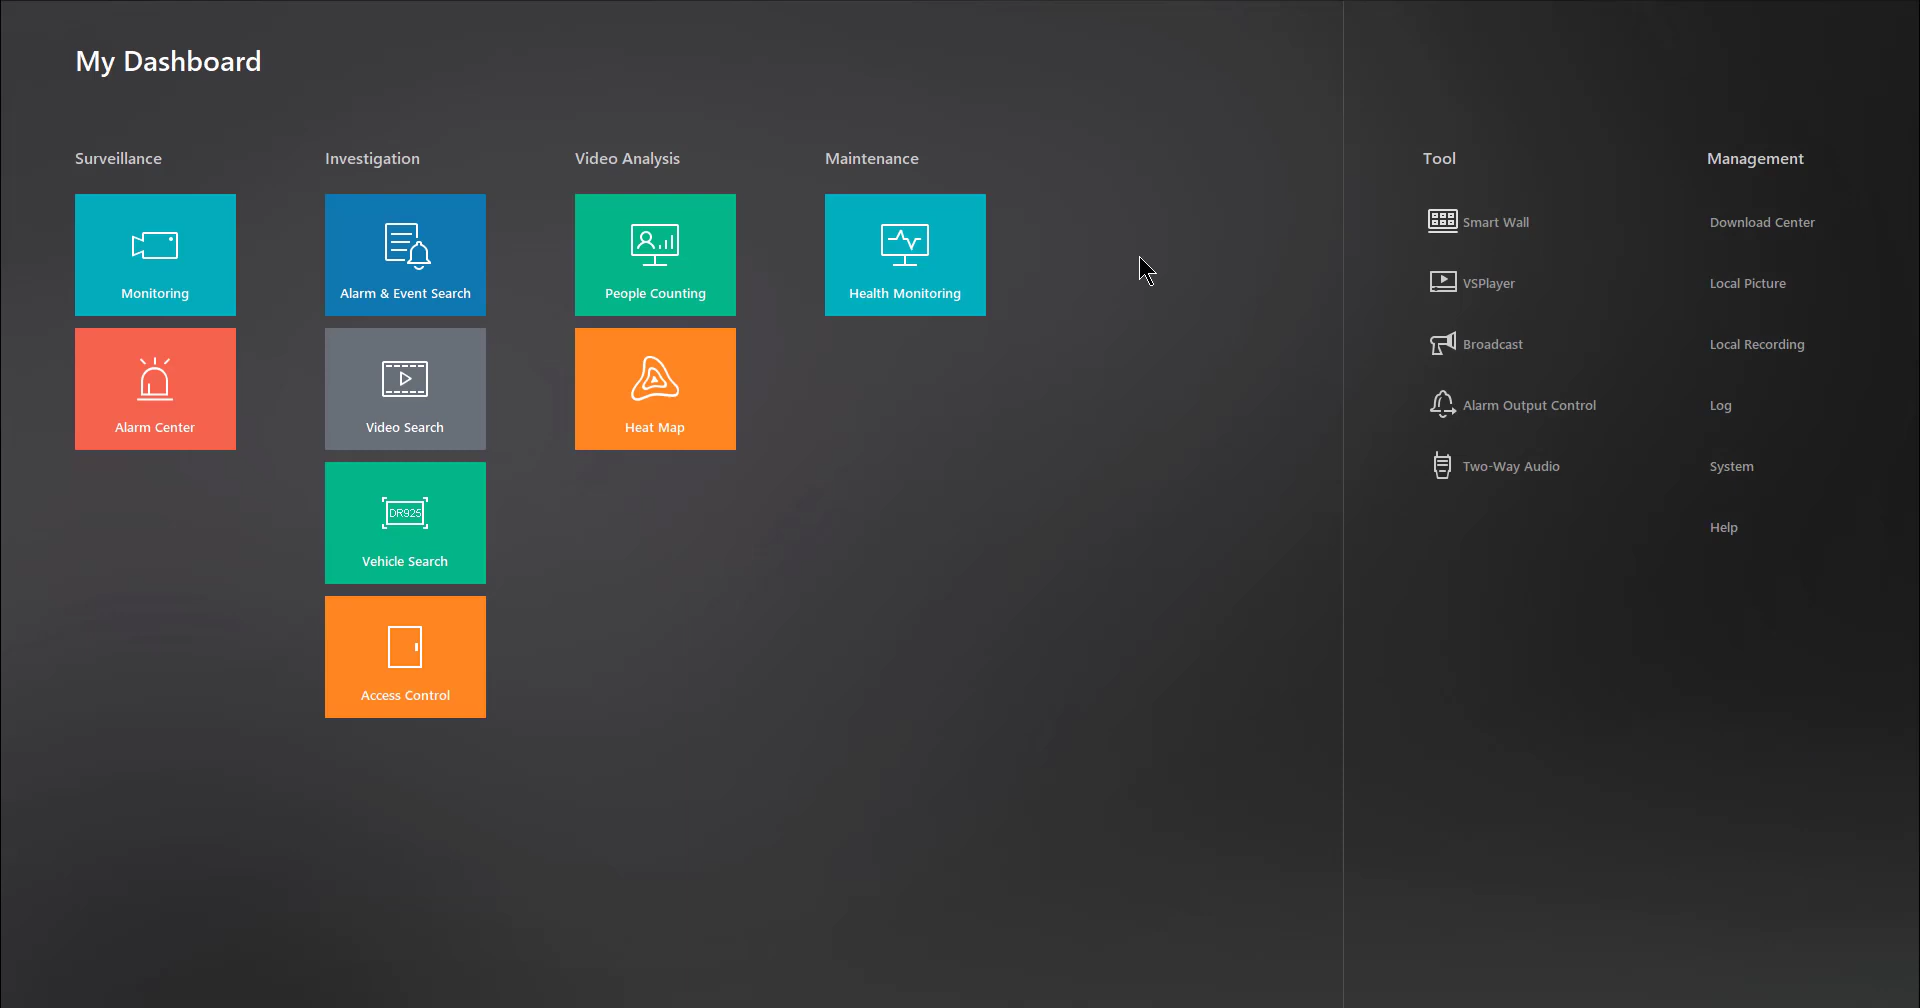 My Dashboard
Surveillance
Monitoring
Alarm Center
Investigation
Alarm & Event Search
Video Search
DR925
Vehicle Search
Access Control
Video Analysis
People Counting
Heat Map
Maintenance
Health Monitoring
Tool
Smart Wall
VSPlayer
Broadcast
Alarm Output Control
Two-Way Audio
Management
Download Center
Local Picture
Local Recording
Log
System
Help